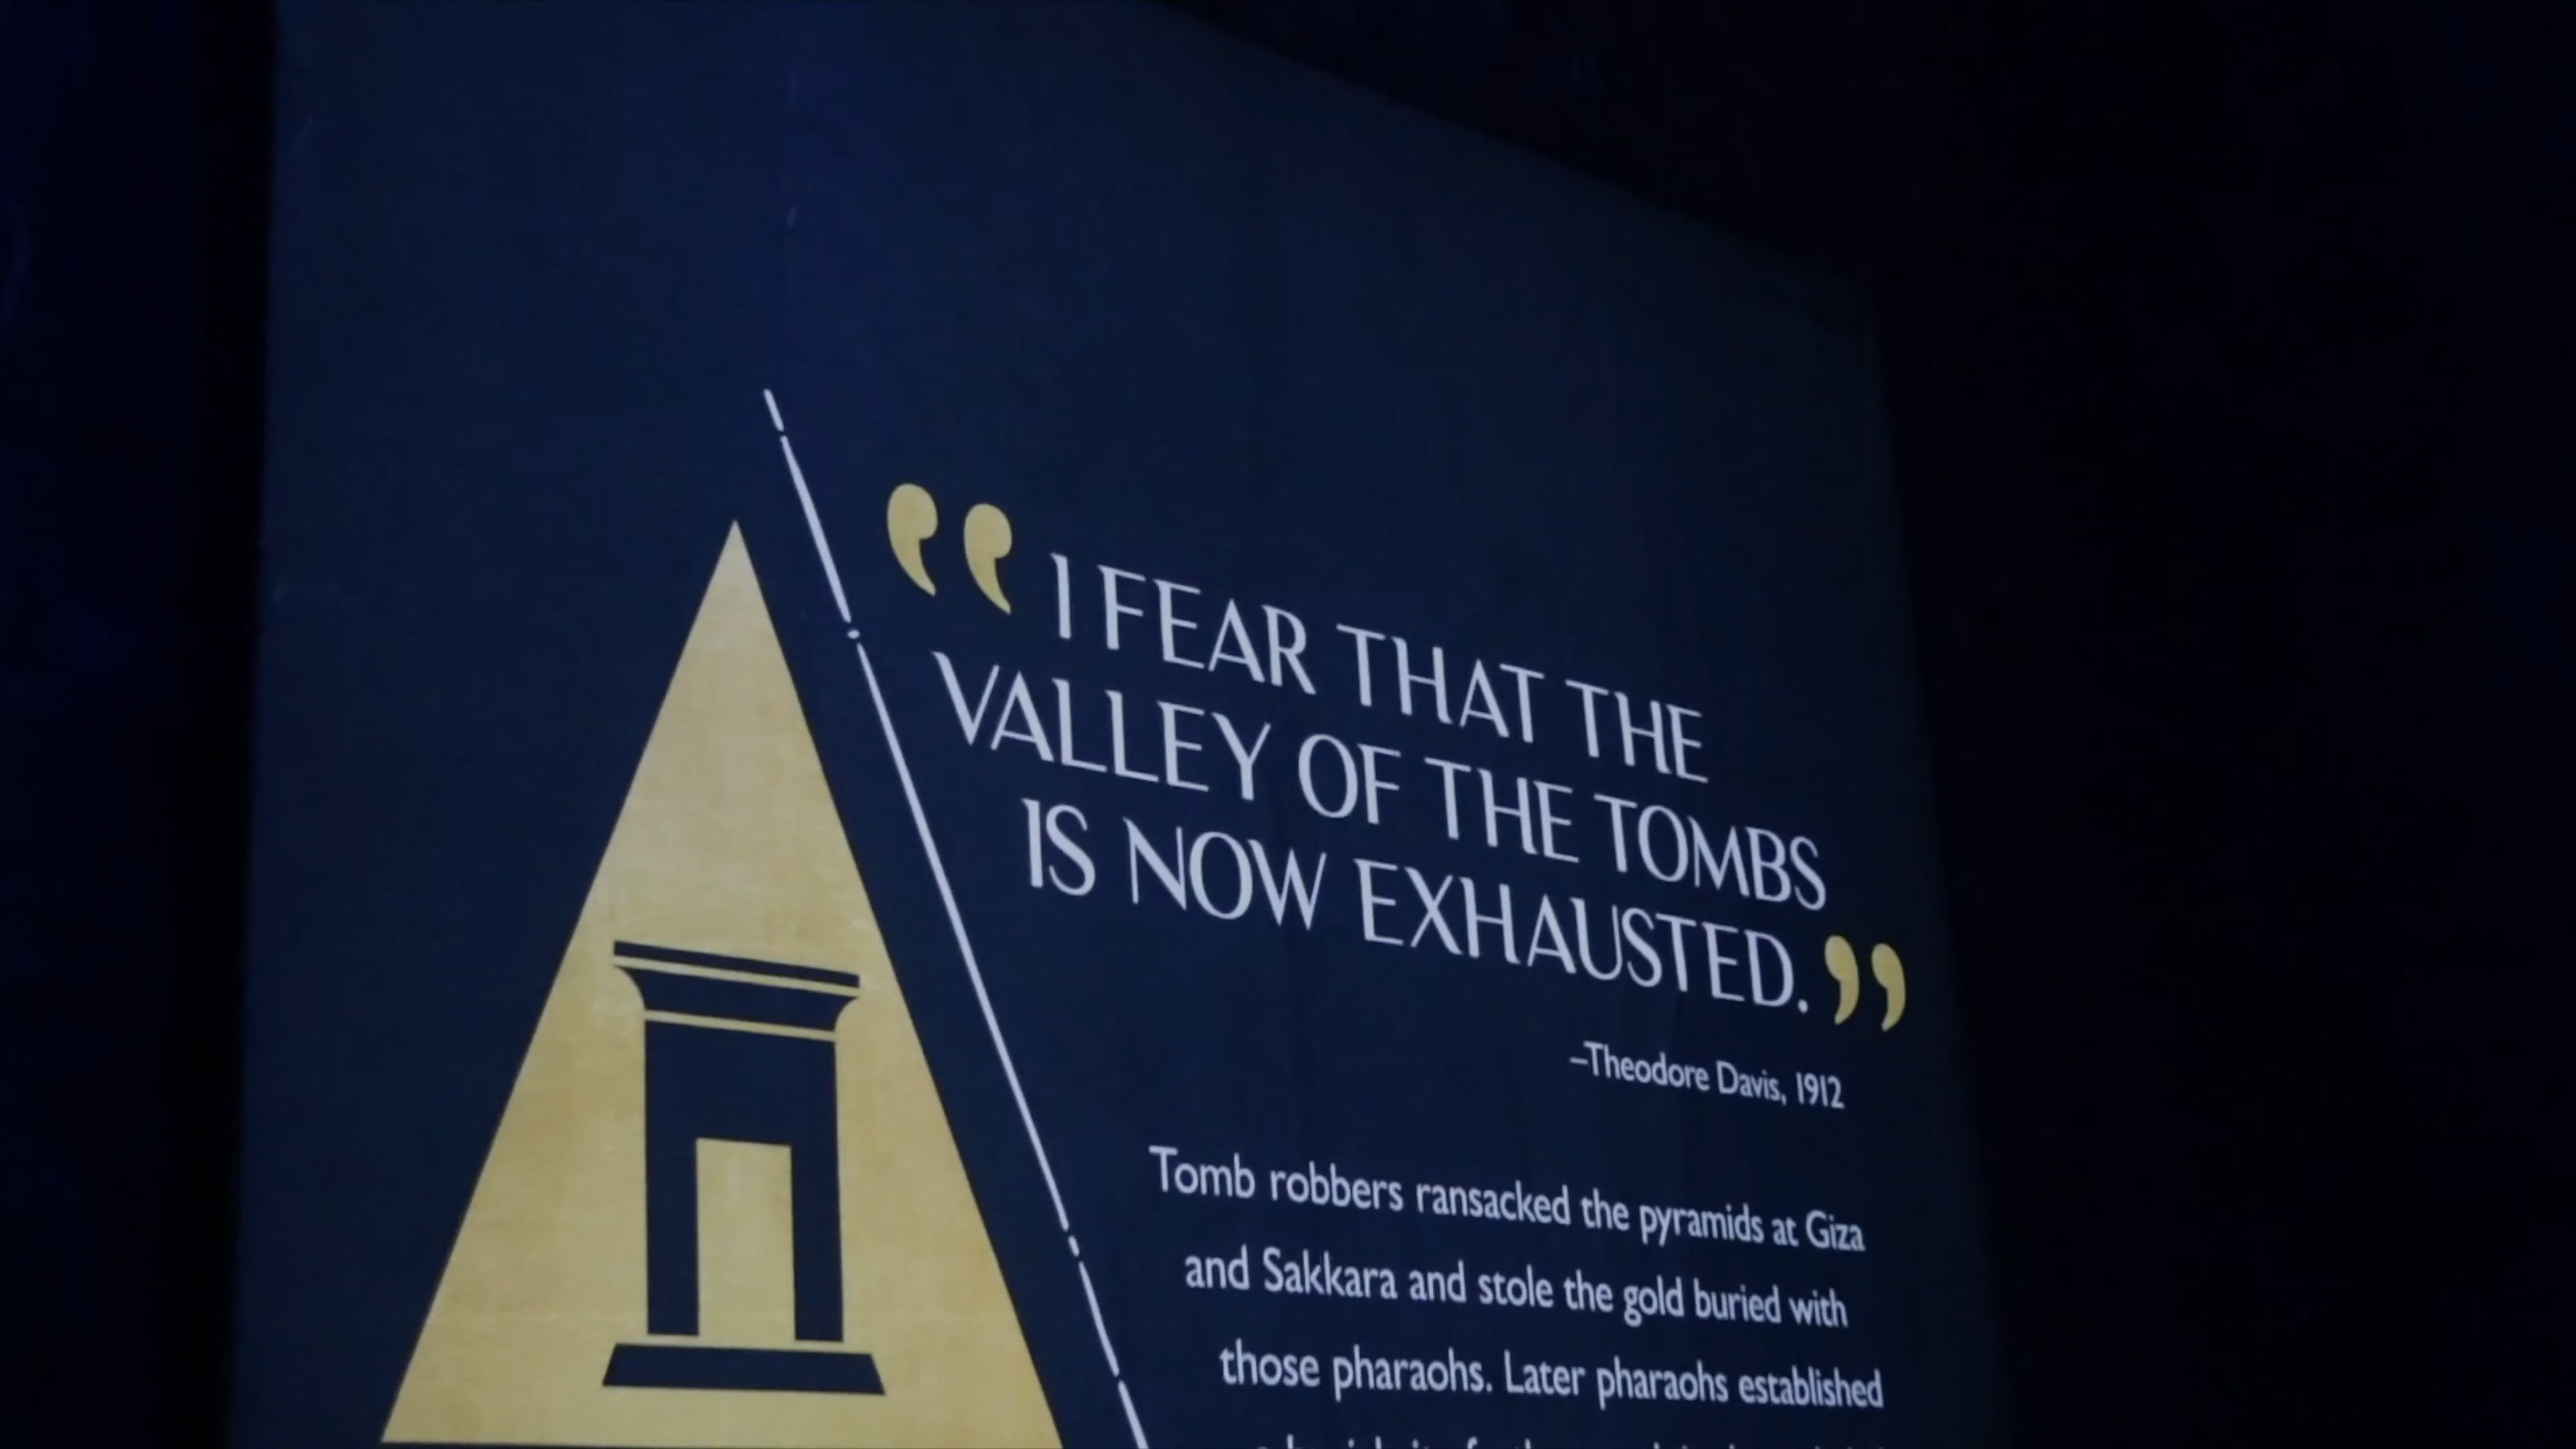 “I FEAR THAT THE
VALLEY OF THE TOMBS
IS NOW EXHAUSTED.”
–Theodore Davis, 1912
Tomb robbers ransacked the pyramids at Giza
and Sakkara and stole the gold buried with
those pharaohs. Later pharaohs established